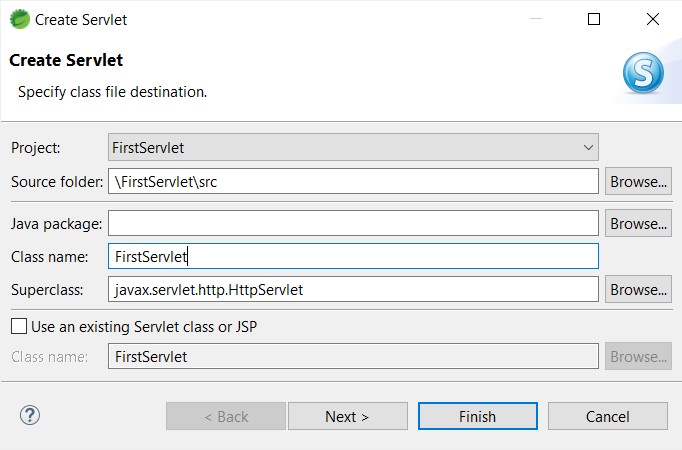 Create Servlet
Create Servlet
S
Specify class file destination.
Project: FirstServlet
Source folder: \FirstServlet\src Browse...
Java package: Browse...
Class name: FirstServlet
Superclass: javax.servlet.http.HttpServlet Browse...
Use an existing Servlet class or JSP
Class name: FirstServlet Browse...
? < Back Next > Finish Cancel